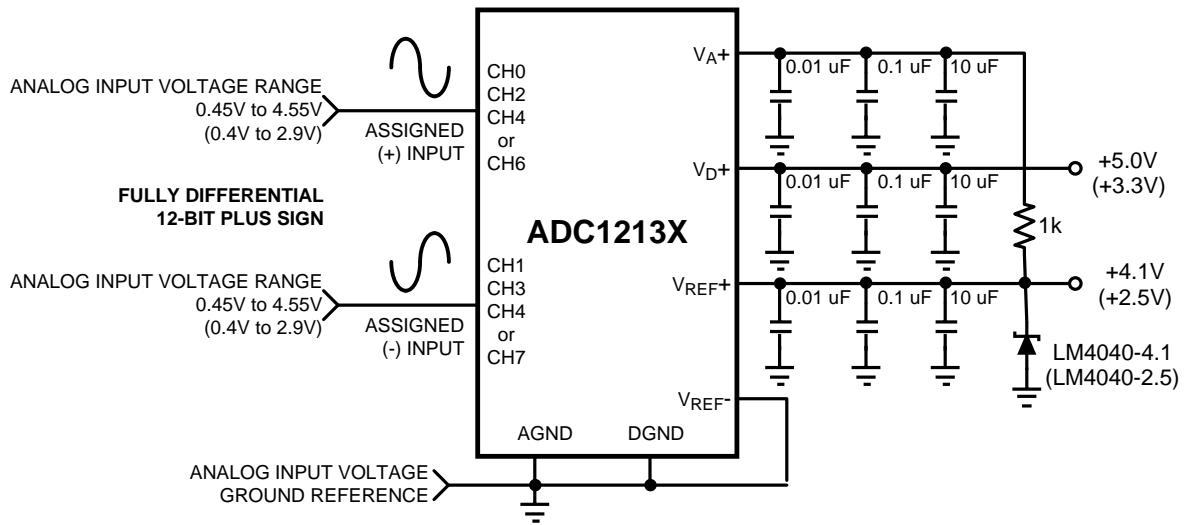 ANALOG INPUT VOLTAGE RANGE
0.45V to 4.55V
(0.4V to 2.9V)
ASSIGNED
(+) INPUT
CH0
CH2
CH4
or
CH6
FULLY DIFFERENTIAL
12-BIT PLUS SIGN
ANALOG INPUT VOLTAGE RANGE
0.45V to 4.55V
(0.4V to 2.9V)
ASSIGNED
(-) INPUT
CH1
CH3
CH4
or
CH7
ADC1213X
VA+
0.01 uF
0.1 uF
10 uF
VD+
0.01 uF
0.1 uF
10 uF
+5.0V
(+3.3V)
1k
VREF+
0.01 uF
0.1 uF
10 uF
+4.1V
(+2.5V)
LM4040-4.1
(LM4040-2.5)
VREF-
AGND
DGND
ANALOG INPUT VOLTAGE
GROUND REFERENCE